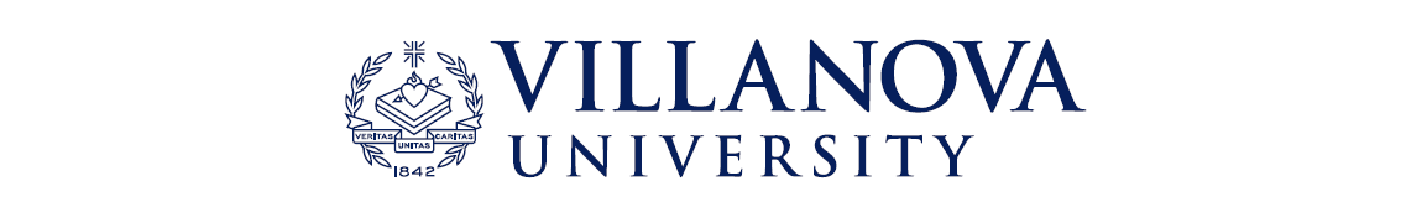 VILLANOVA
UNIVERSITY
VERITAS
UNITAS
CARITAS
1842